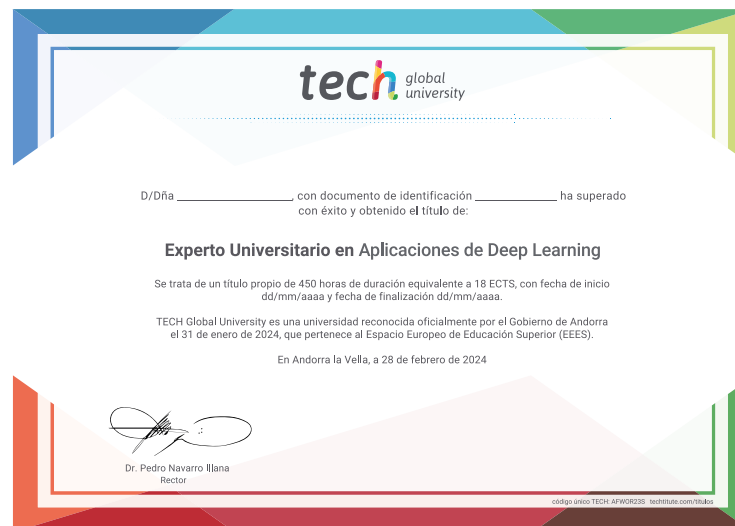 tech global
university
D/Dña ____________________, con documento de identificación ______________ ha superado
con éxito y obtenido el título de:
Experto Universitario en Aplicaciones de Deep Learning
Se trata de un título propio de 450 horas de duración equivalente a 18 ECTS, con fecha de inicio
dd/mm/aaaa y fecha de finalización dd/mm/aaaa.
TECH Global University es una universidad reconocida oficialmente por el Gobierno de Andorra
el 31 de enero de 2024, que pertenece al Espacio Europeo de Educación Superior (EEES).
En Andorra la Vella, a 28 de febrero de 2024
Dr. Pedro Navarro Illana
Rector
código único TECH: AFWOR23S techtitute.com/titulos